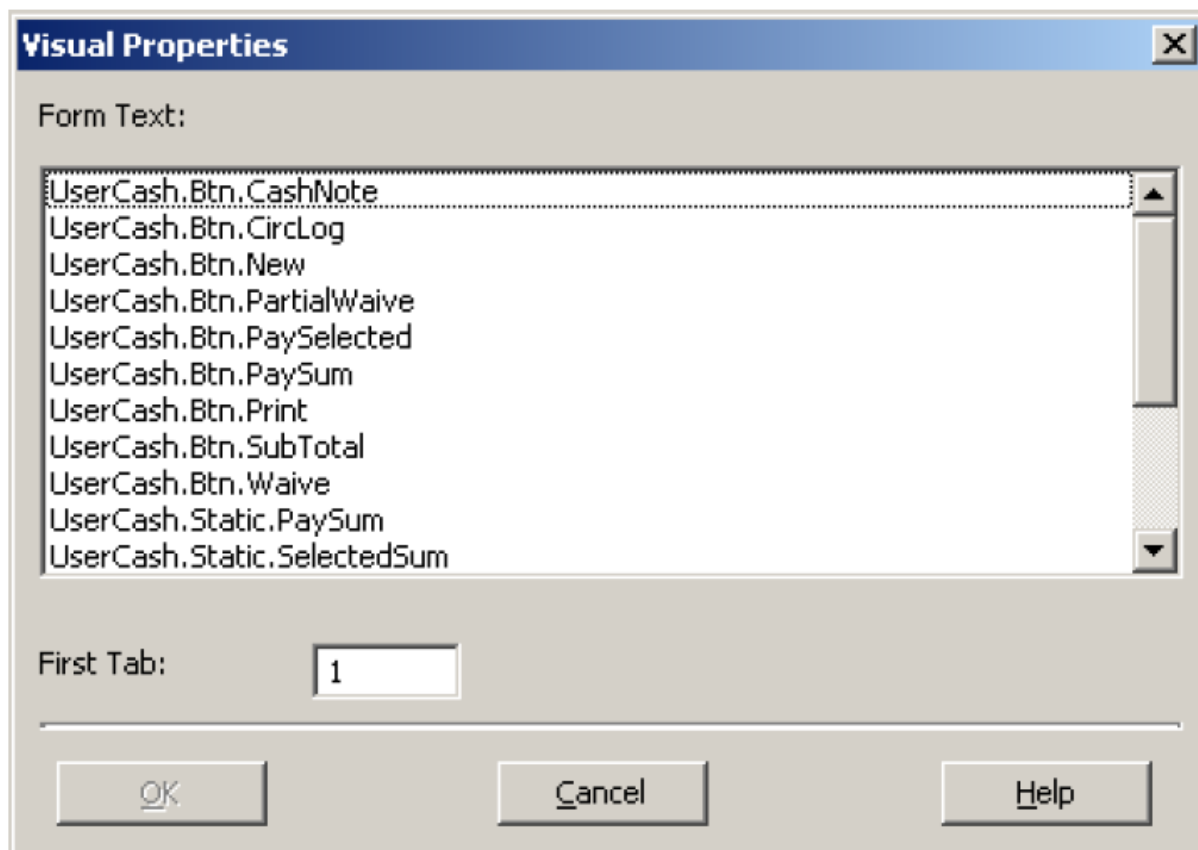 Visual Properties
Form Text:
UserCash.Btn.CashNote
UserCash.Btn.CircLog
UserCash.Btn.New
UserCash.Btn.PartialWaive
UserCash.Btn.PaySelected
UserCash.Btn.PaySum
UserCash.Btn.Print
UserCash.Btn.SubTotal
UserCash.Btn.Waive
UserCash.Static.PaySum
UserCash.Static.SelectedSum
First Tab: 1
OK Cancel Help